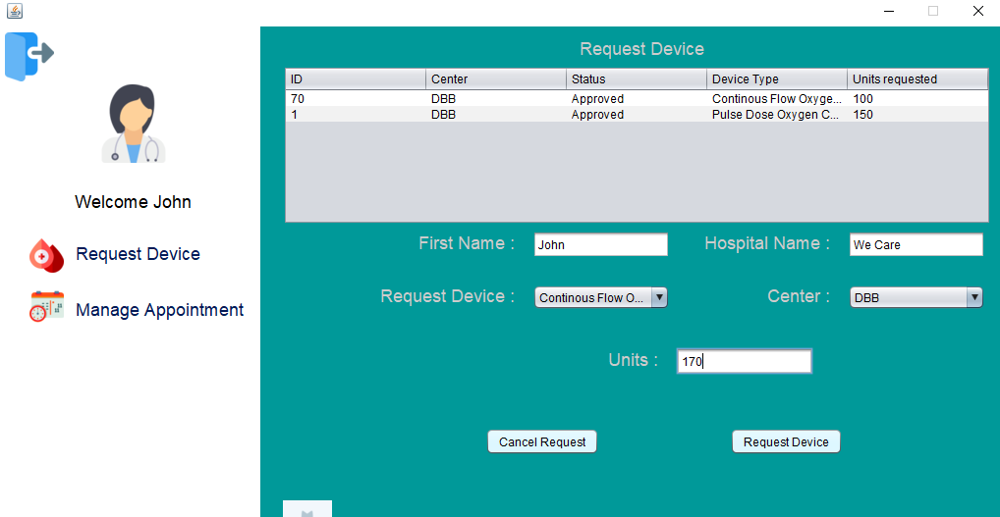 Request Device
ID Center Status Device Type Units requested
70 DBB Approved Continous Flow Oxyge... 100
1 DBB Approved Pulse Dose Oxygen C... 150
Welcome John
First Name : John Hospital Name : We Care
Request Device
Request Device : Continous Flow O... Center : DBB
Manage Appointment
Units : 170
Cancel Request Request Device